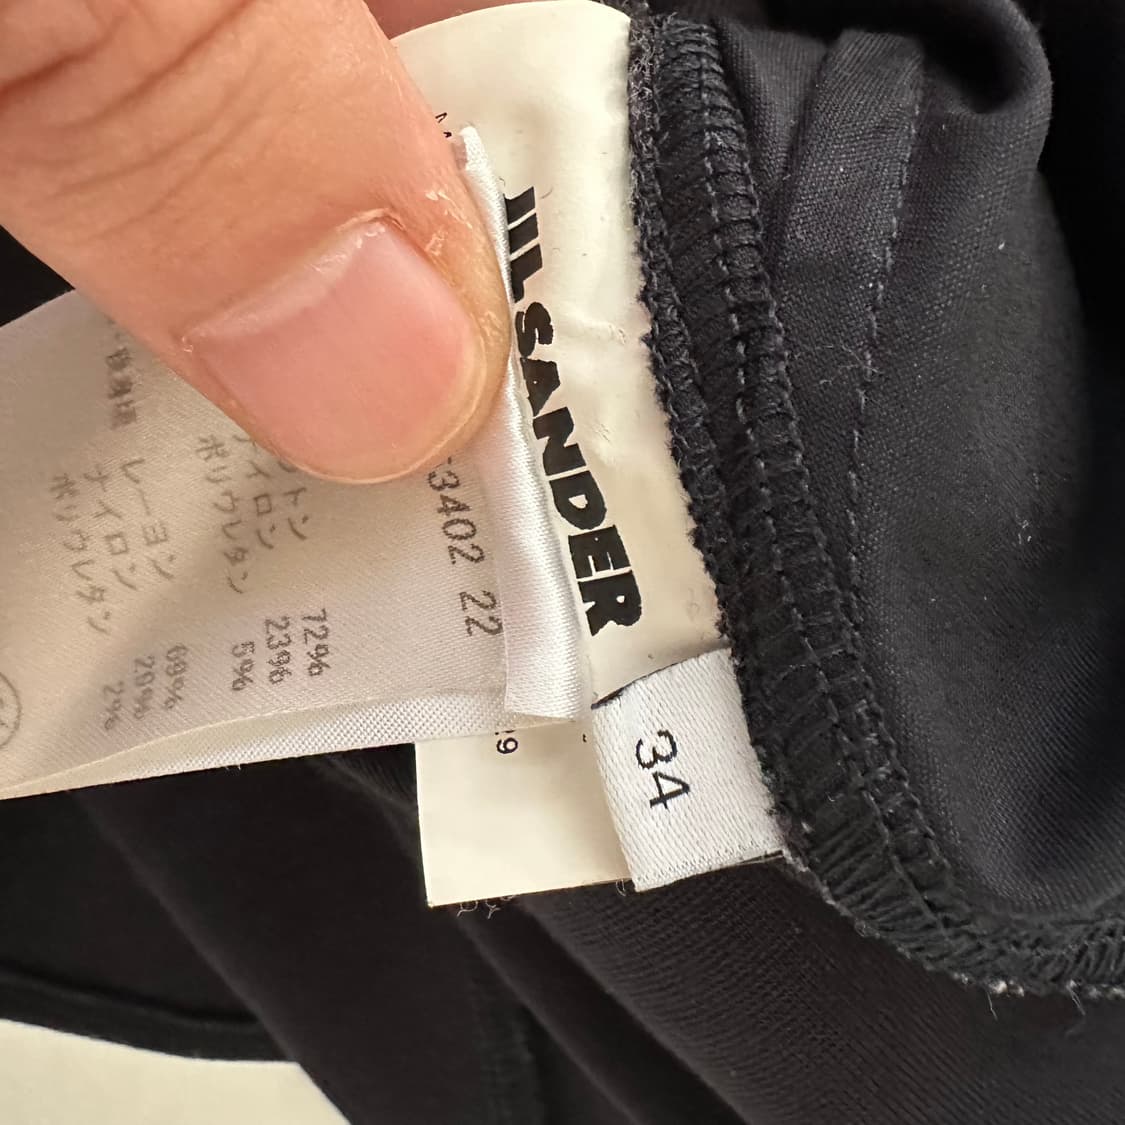 JIL SANDER
34
3402 22
トン 72%
イロン 23%
ポリウレタン 5%
レーヨン 69%
ナイロン 29%
ポリウレタン 2%